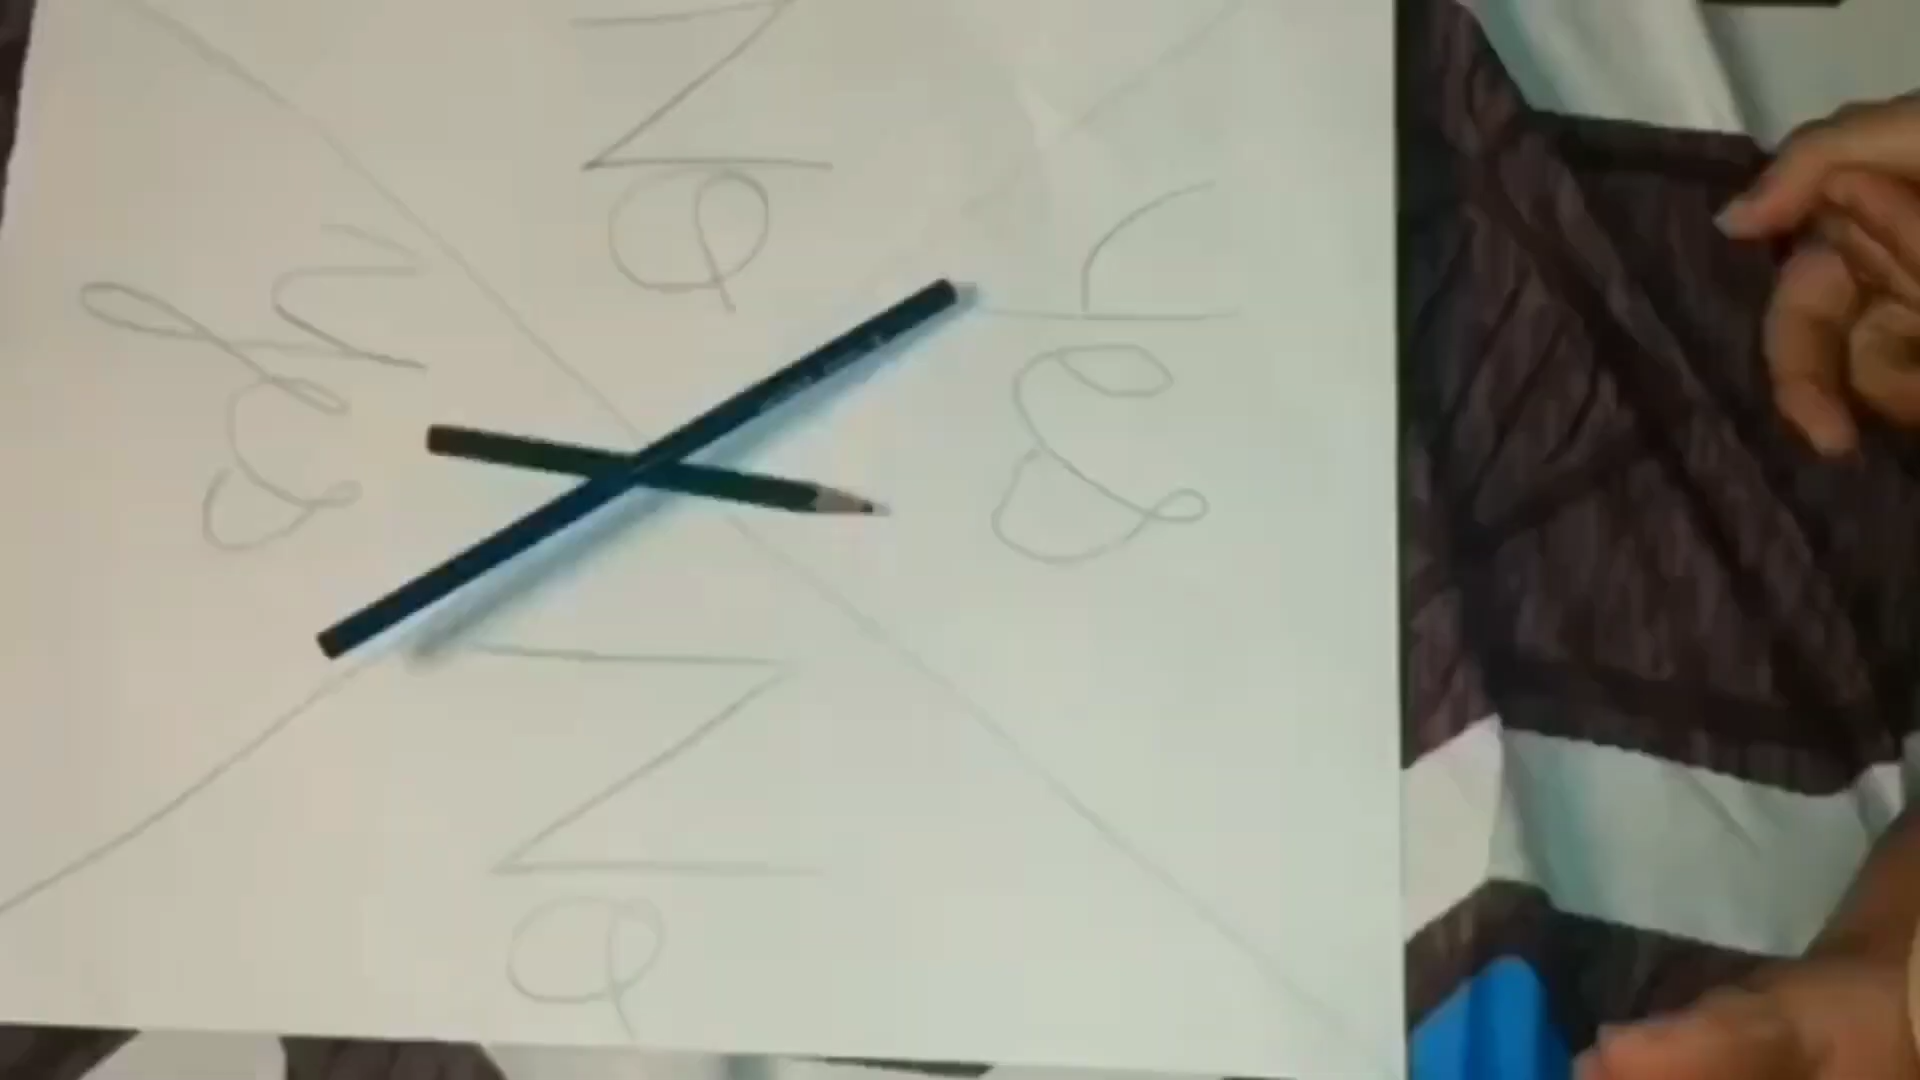 yes
No No
yes